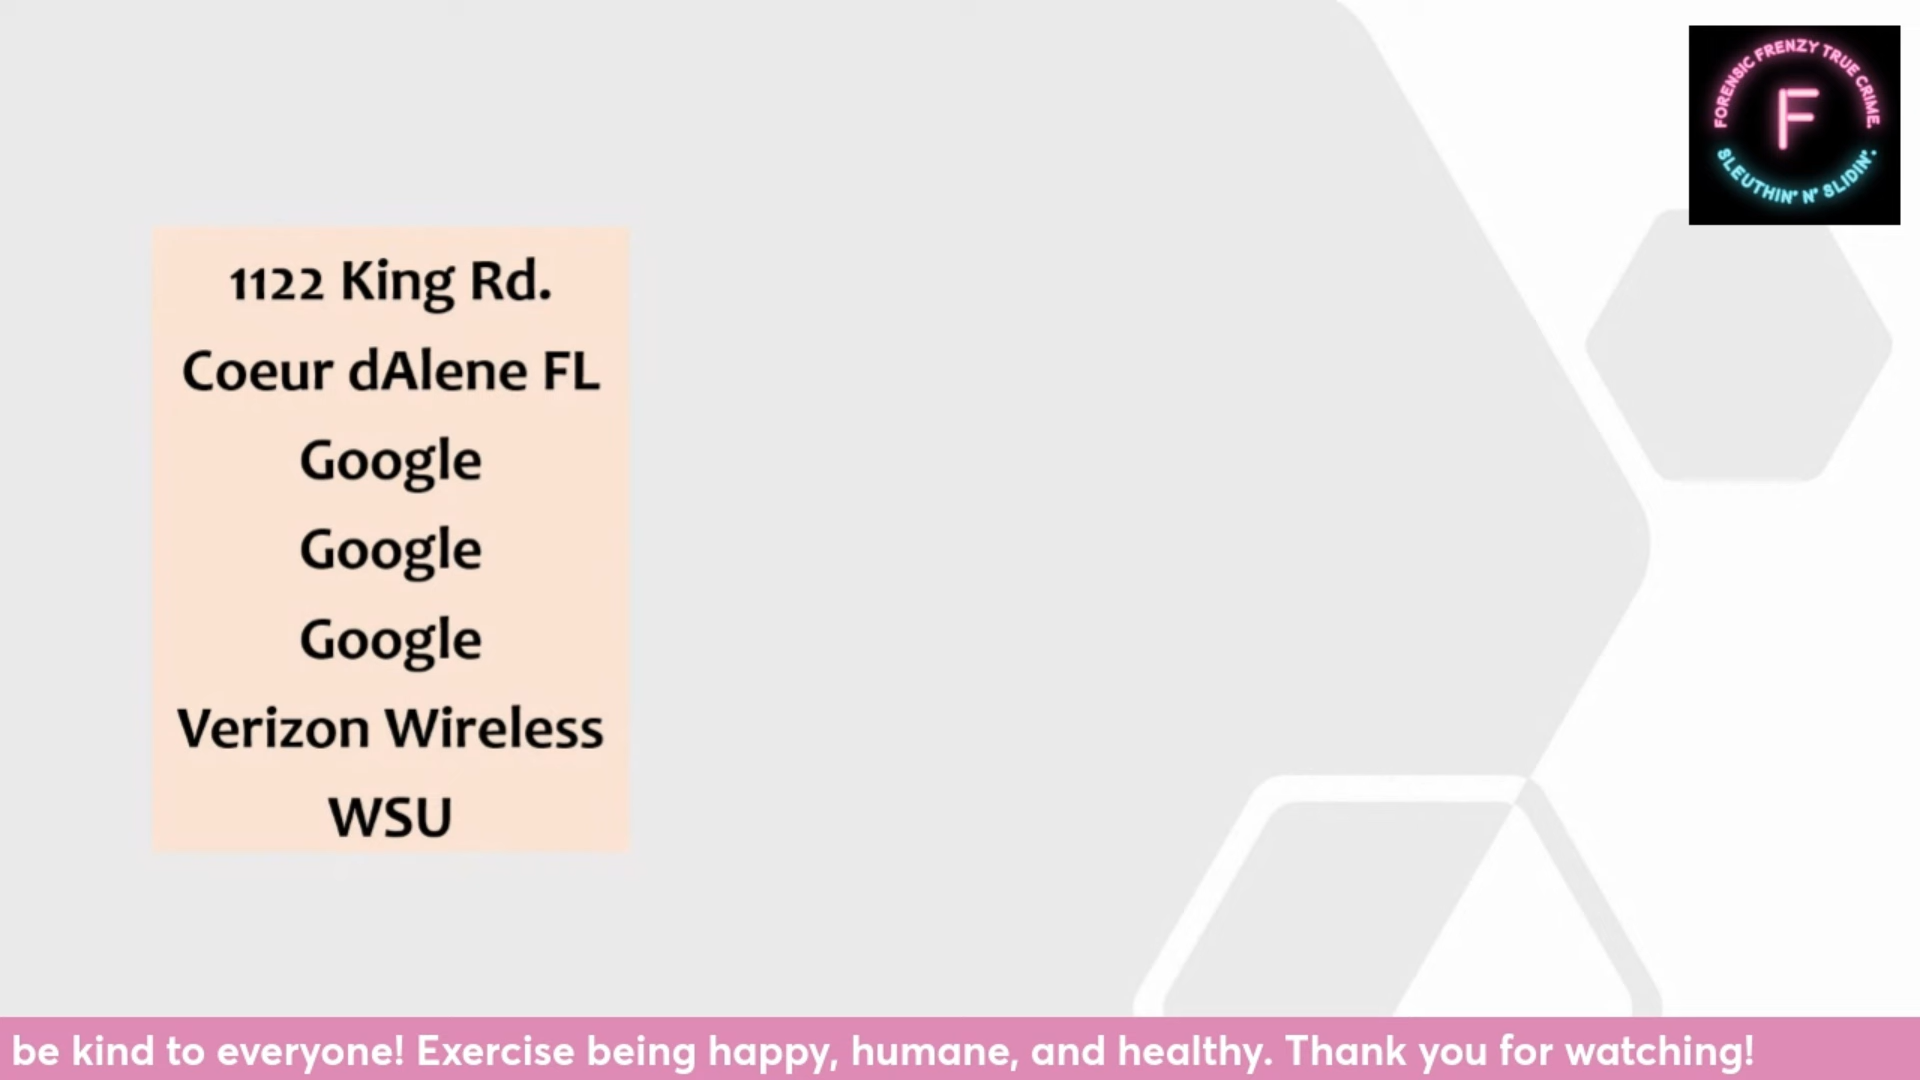 FORENSIC FRENZY TRUE CRIME.
F
SLEUTHIN' N' SLIDIN'.
1122 King Rd.
Coeur dAlene FL
Google
Google
Google
Verizon Wireless
WSU
be kind to everyone! Exercise being happy, humane, and healthy. Thank you for watching!